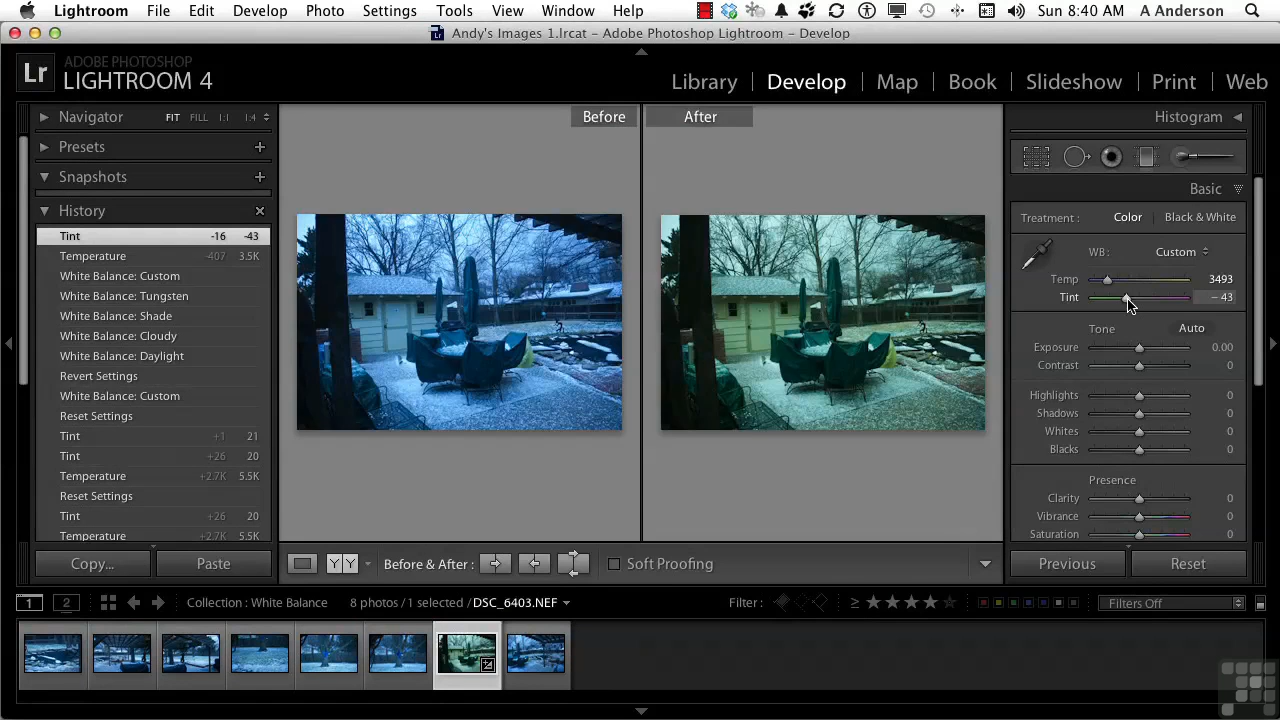 Lightroom File Edit Develop Photo Settings Tools View Window Help Sun 8:40 AM A Anderson
Andy's Images 1.lrcat – Adobe Photoshop Lightroom – Develop
Lr ADOBE PHOTOSHOP
LIGHTROOM 4
Library Develop Map Book Slideshow Print Web
Navigator FIT FILL 1:1 1:4
Before After
Histogram
Presets
Snapshots
Basic
History
Treatment : Color Black & White
Tint -16 -43
Temperature -407 3.5K
WB: Custom
White Balance: Custom
Temp 3493
White Balance: Tungsten
Tint – 43
White Balance: Shade
Tone Auto
White Balance: Cloudy
Exposure 0.00
White Balance: Daylight
Contrast 0
Revert Settings
White Balance: Custom
Highlights 0
Reset Settings
Shadows 0
Tint +1 21
Whites 0
Tint +26 20
Blacks 0
Temperature +2.7K 5.5K
Presence
Reset Settings
Clarity 0
Tint +26 20
Vibrance 0
Temperature +2.7K 5.5K
Saturation 0
Copy... Paste
YY Before & After : Soft Proofing
Previous Reset
1 2 Collection : White Balance 8 photos / 1 selected / DSC_6403.NEF Filter : ≥ ★★★★★ Filters Off